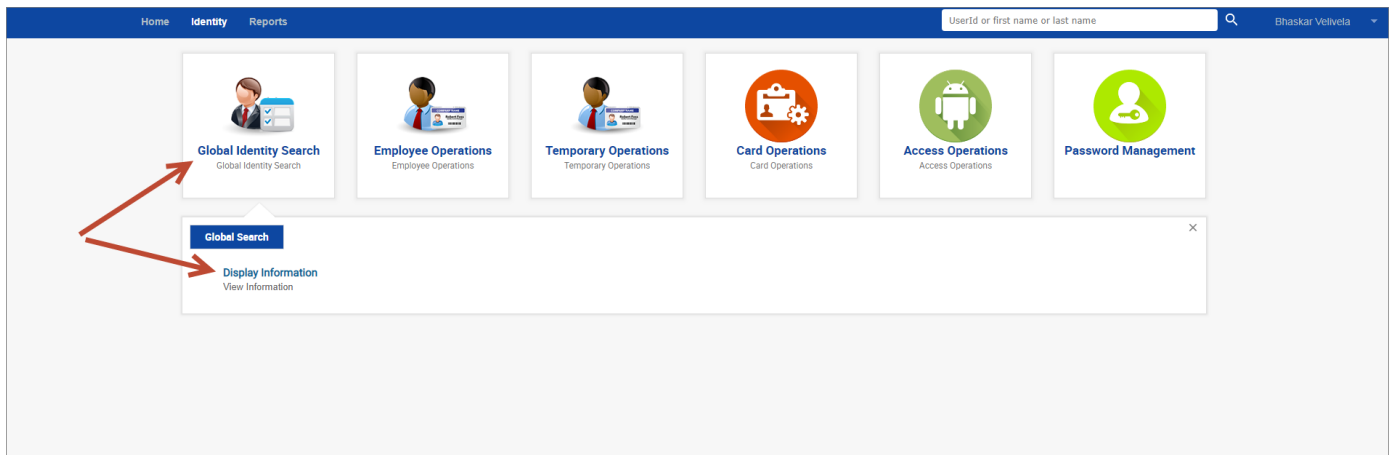 Home Identity Reports UserId or first name or last name Bhaskar Velivela
Global Identity Search
Global Identity Search
Employee Operations
Employee Operations
Temporary Operations
Temporary Operations
Card Operations
Card Operations
Access Operations
Access Operations
Password Management
Global Search
Display Information
View Information